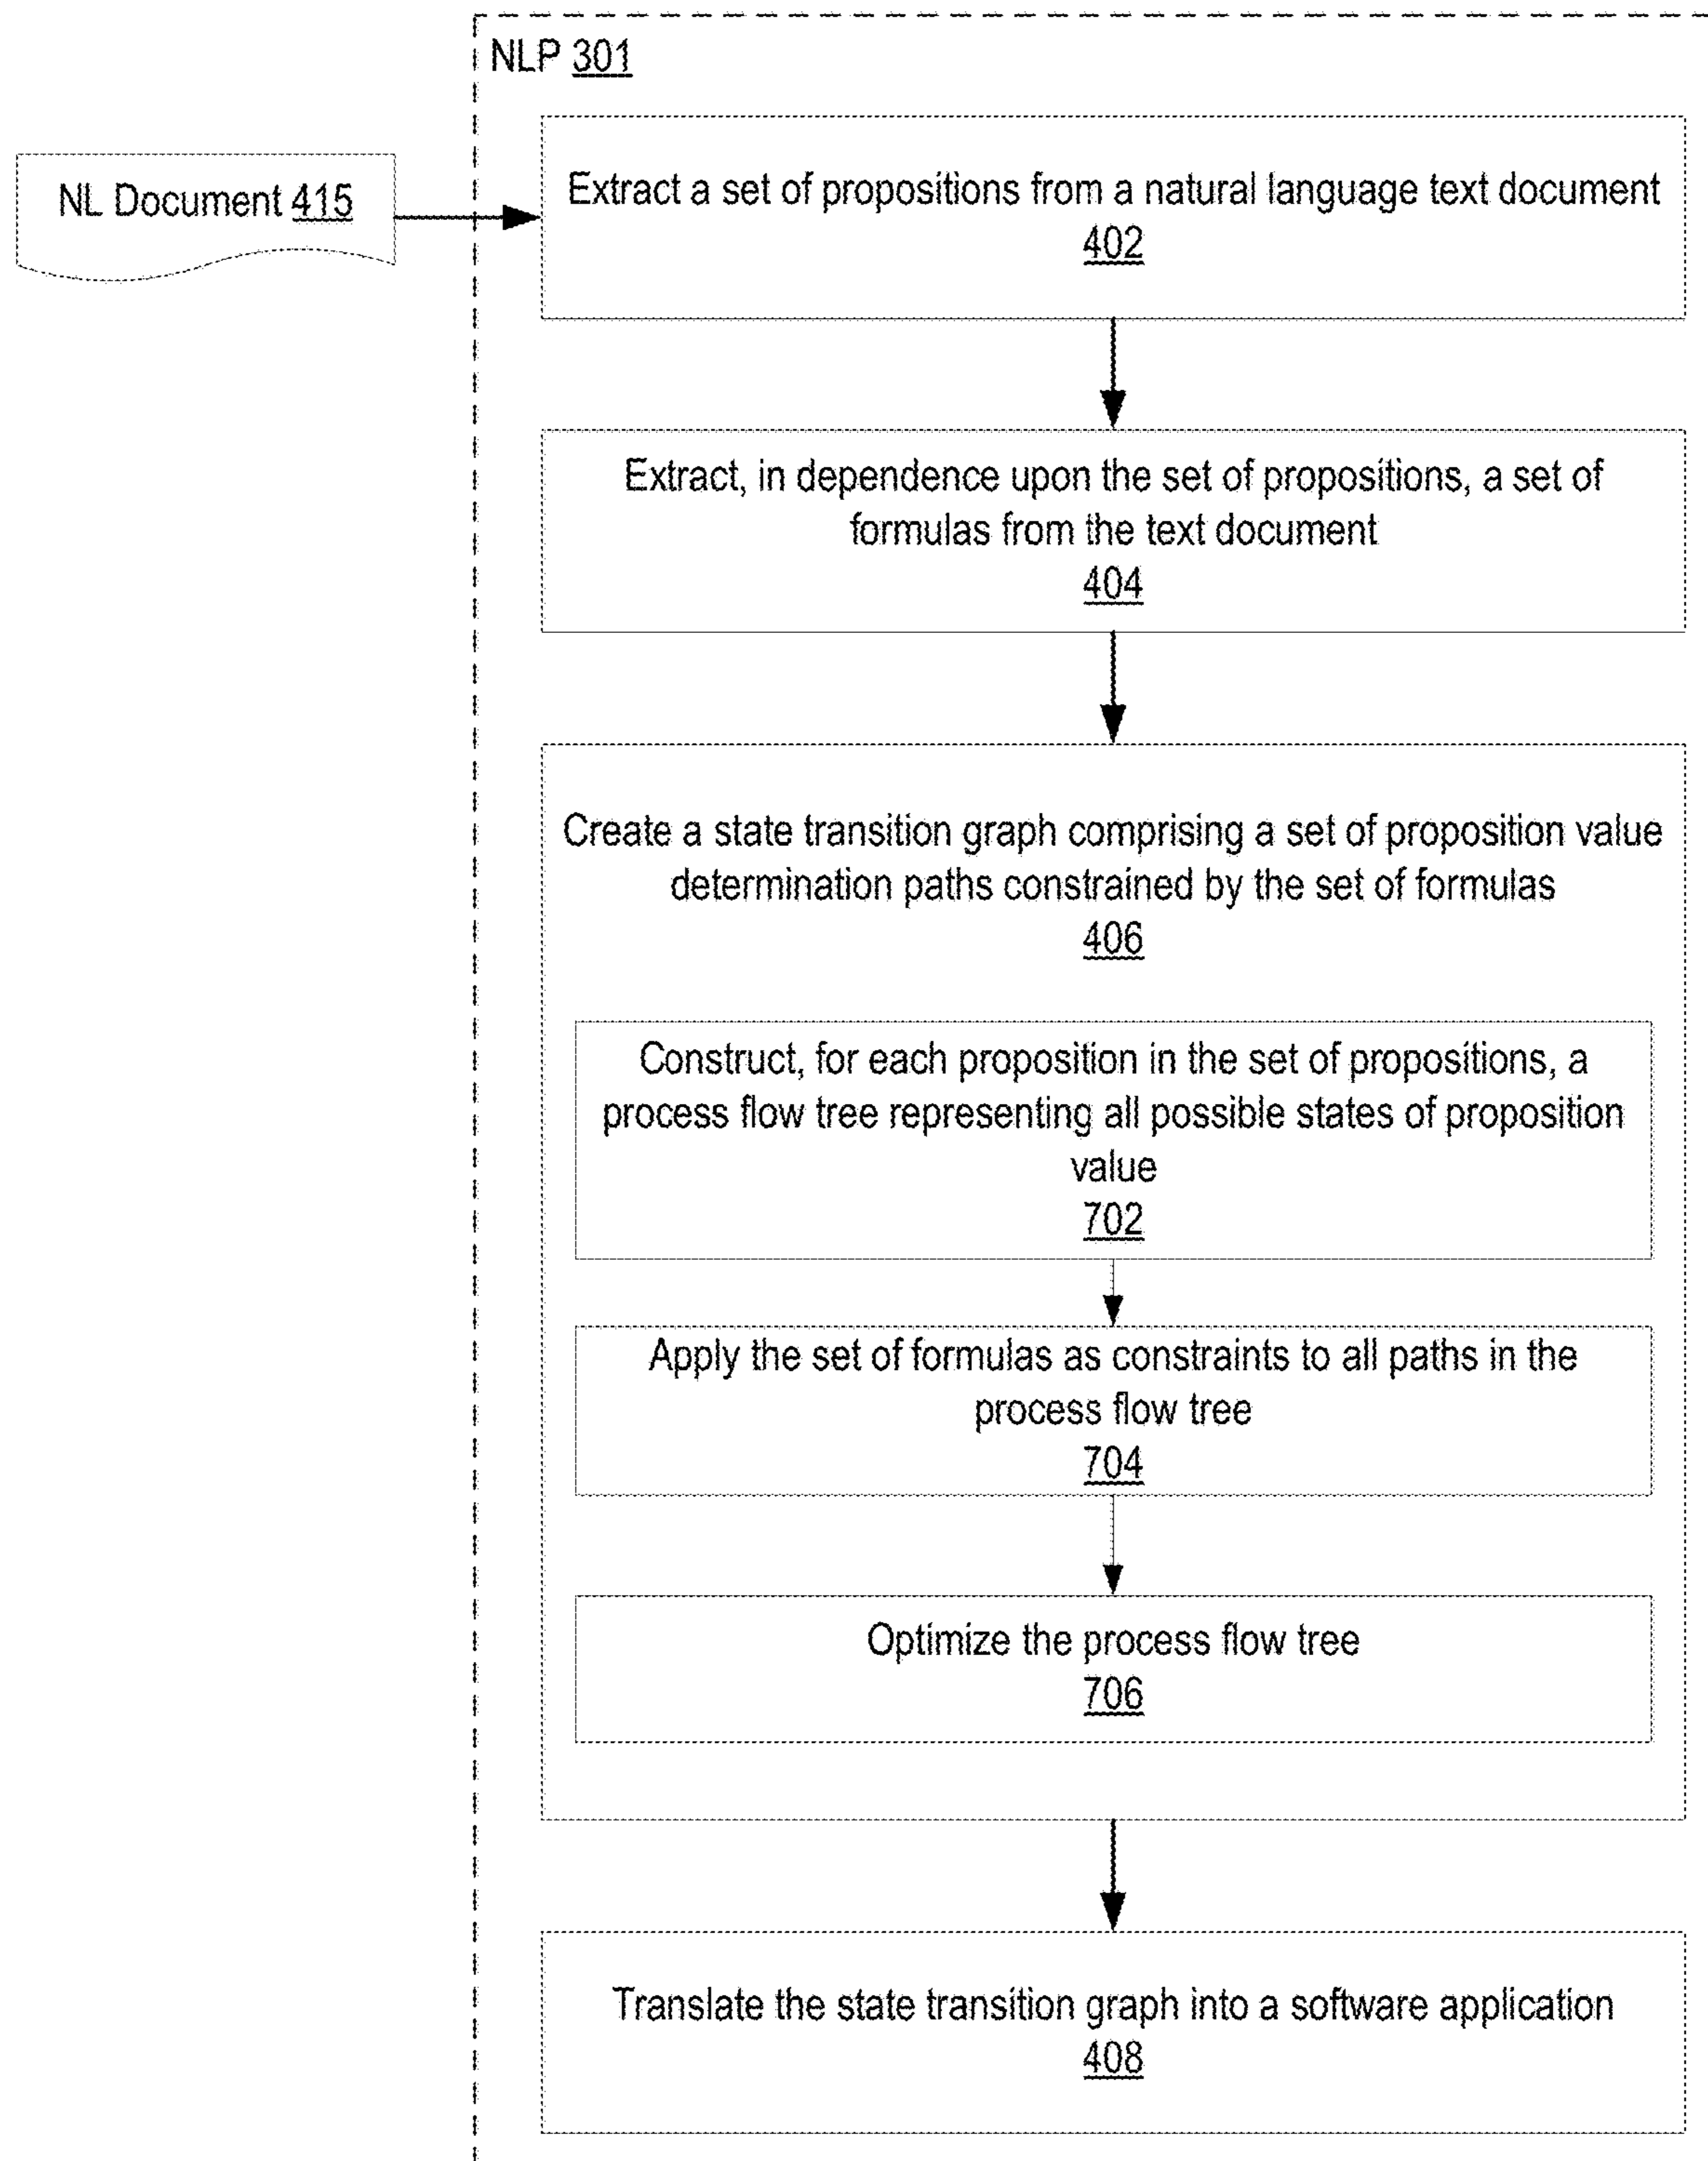 NLP 301
NL Document 415
Extract a set of propositions from a natural language text document
402
Extract, in dependence upon the set of propositions, a set of
formulas from the text document
404
Create a state transition graph comprising a set of proposition value
determination paths constrained by the set of formulas
406
Construct, for each proposition in the set of propositions, a
process flow tree representing all possible states of proposition
value
702
Apply the set of formulas as constraints to all paths in the
process flow tree
704
Optimize the process flow tree
706
Translate the state transition graph into a software application
408